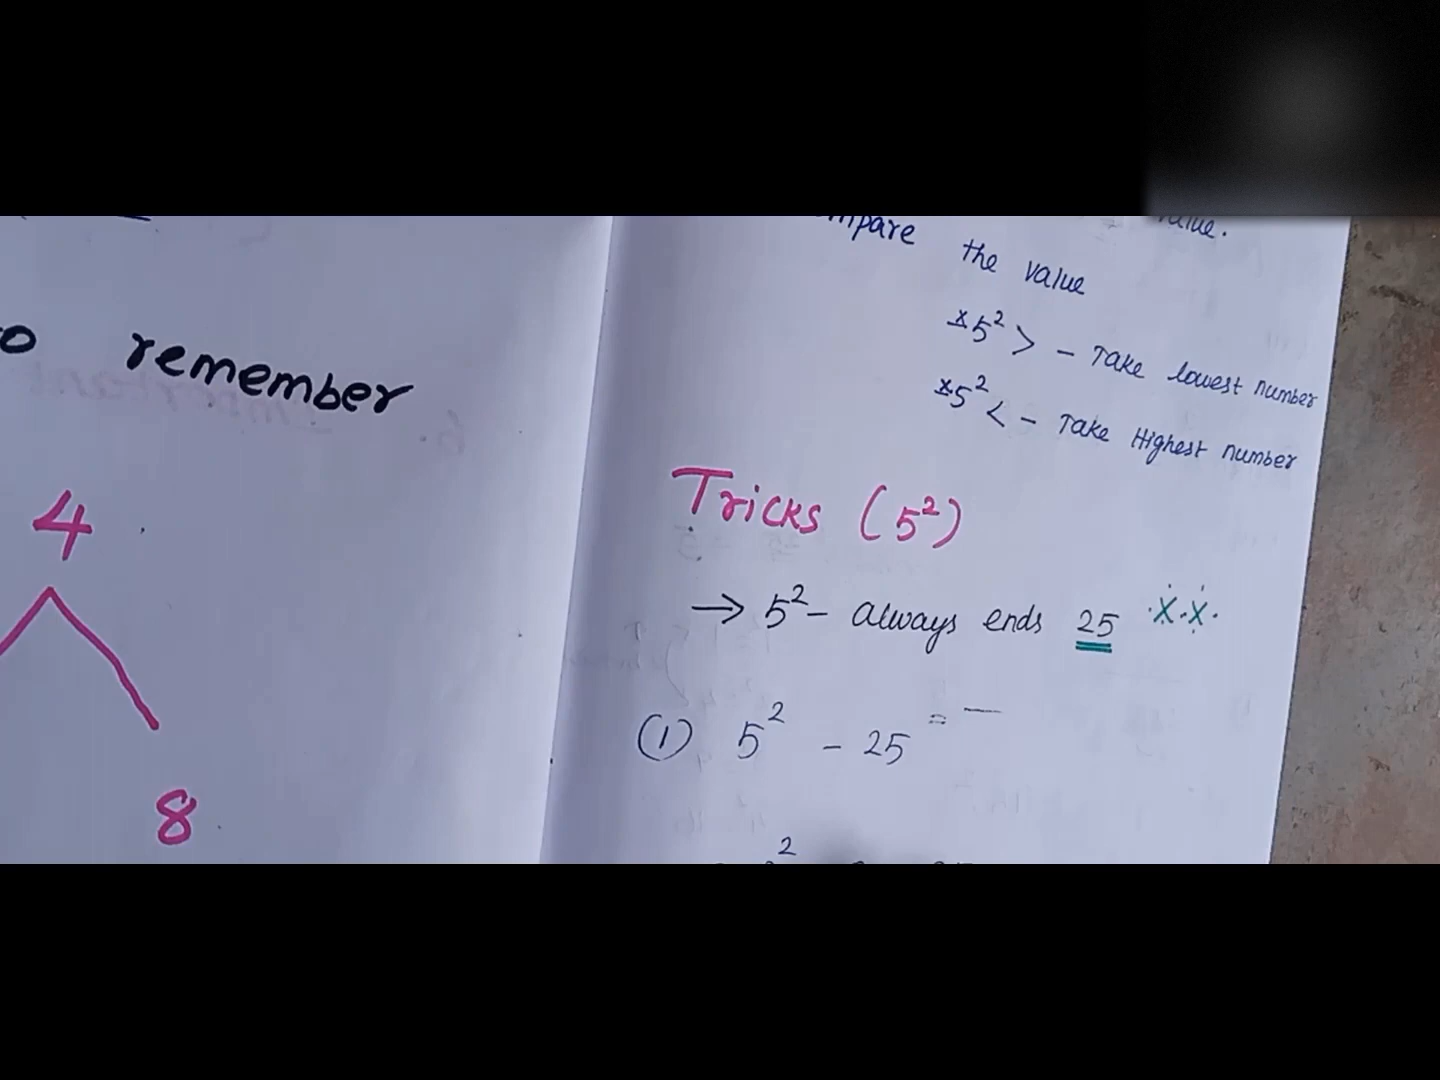 remember
4
8
the value
×5² > - Take lowest number
×5² < - Take Highest number
Tricks (5²)
→ 5² - Always ends 25
(1) 5² - 25 = —
2